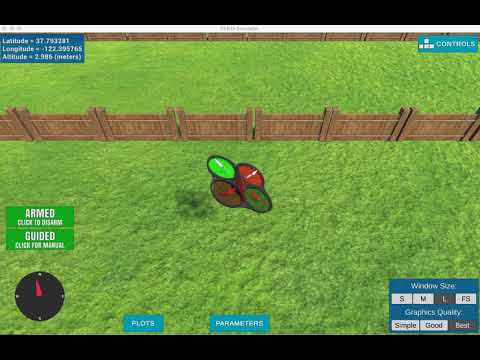 Latitude = 37.793281
Longitude = -122.395765
Altitude = 2.986 (meters)
CONTROLS
ARMED
CLICK TO DISARM
GUIDED
CLICK FOR MANUAL
N
PLOTS
PARAMETERS
Window Size:
S M L FS
Graphics Quality:
Simple Good Best